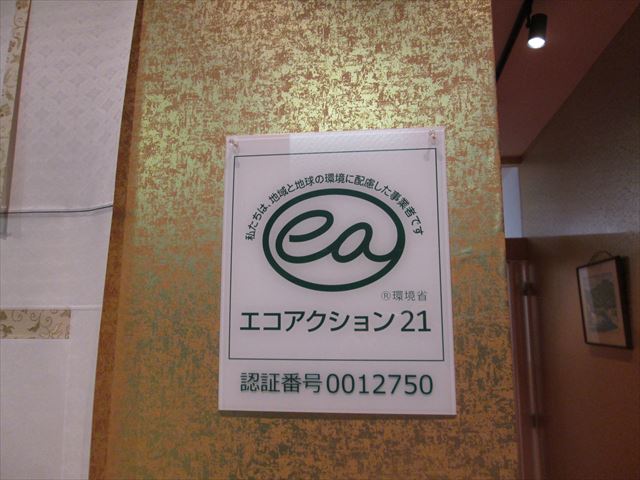 私たちは、地域と地球の環境に配慮した事業者です
ea
®環境省
エコアクション21
認証番号0012750